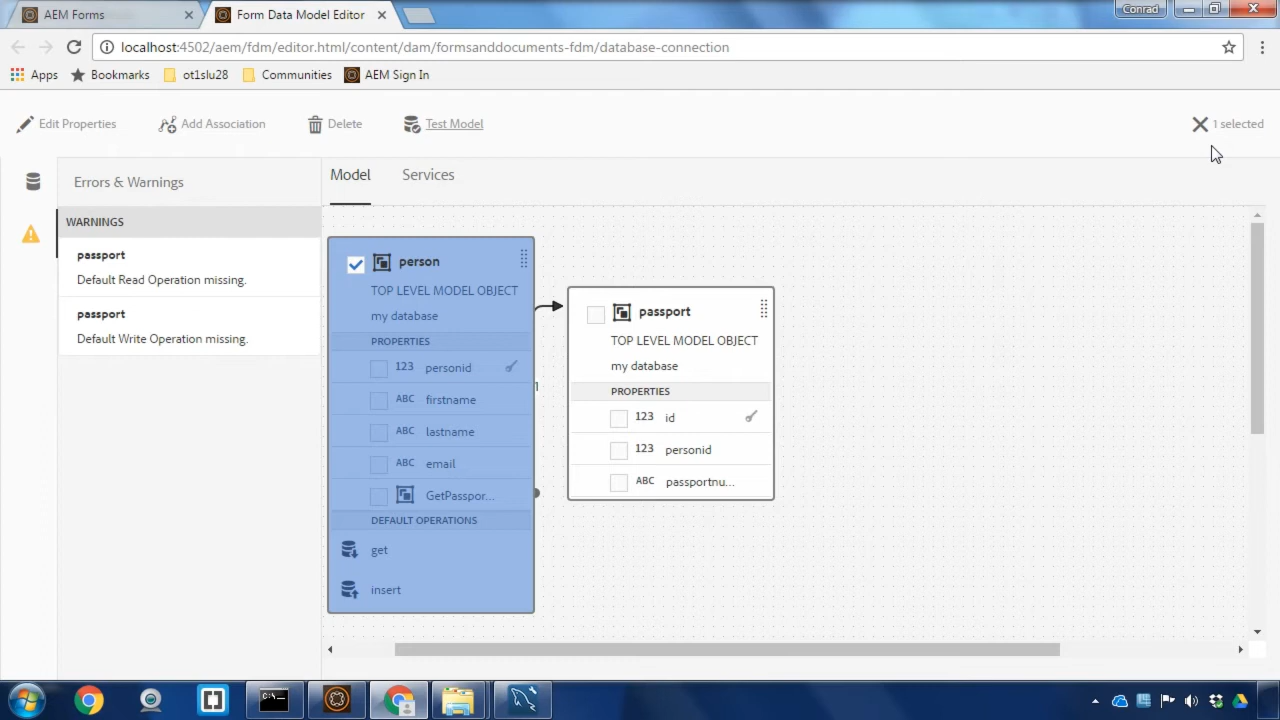 AEM Forms
Form Data Model Editor
Conrad
localhost:4502/aem/fdm/editor.html/content/dam/formsanddocuments-fdm/database-connection
Apps
Bookmarks
ot1slu28
Communities
AEM Sign In
Edit Properties
Add Association
Delete
Test Model
1 selected
Errors & Warnings
WARNINGS
passport
Default Read Operation missing.
passport
Default Write Operation missing.
Model
Services
person
TOP LEVEL MODEL OBJECT
my database
PROPERTIES
123 personid
ABC firstname
ABC lastname
ABC email
GetPasspor...
DEFAULT OPERATIONS
get
insert
1
passport
TOP LEVEL MODEL OBJECT
my database
PROPERTIES
123 id
123 personid
ABC passportnu...